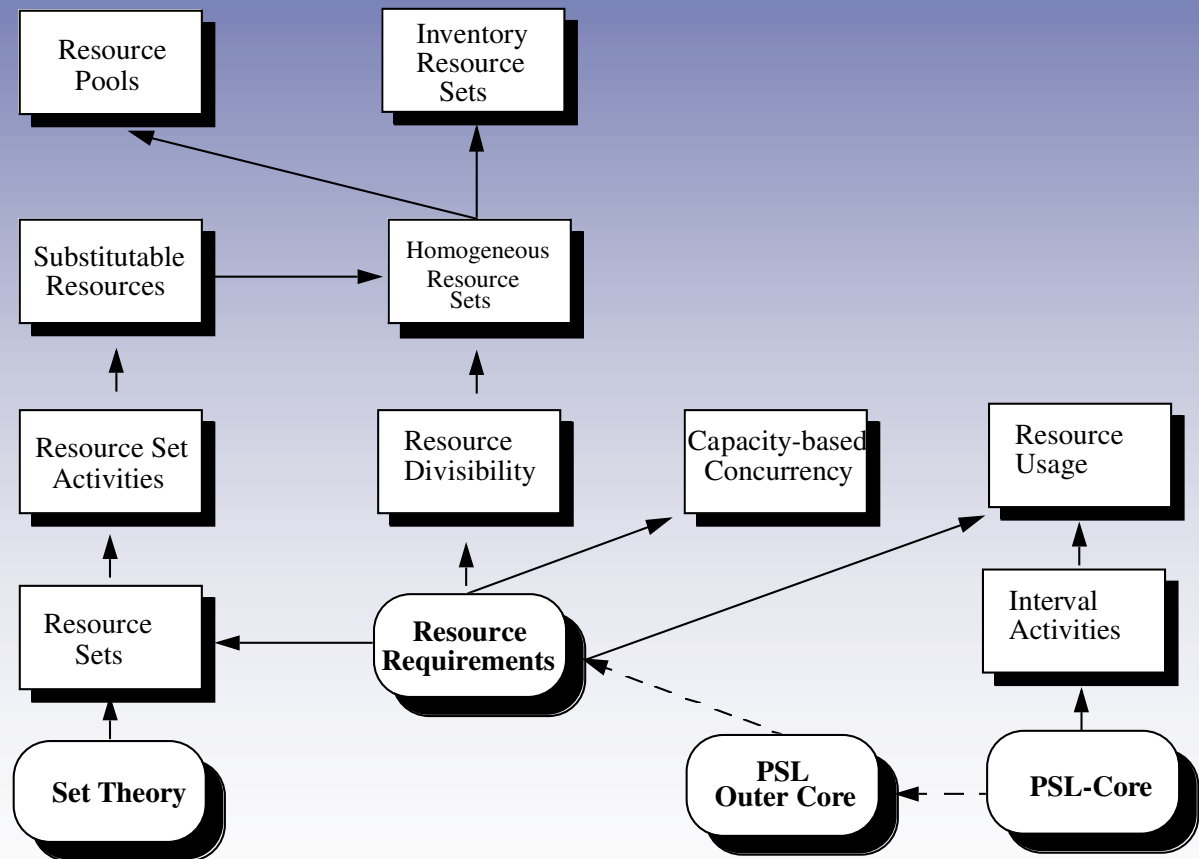 Resource
Pools
Inventory
Resource
Sets
Substitutable
Resources
Homogeneous
Resource
Sets
Resource Set
Activities
Resource
Divisibility
Capacity-based
Concurrency
Resource
Usage
Resource
Sets
Resource
Requirements
Interval
Activities
Set Theory
PSL
Outer Core
PSL-Core